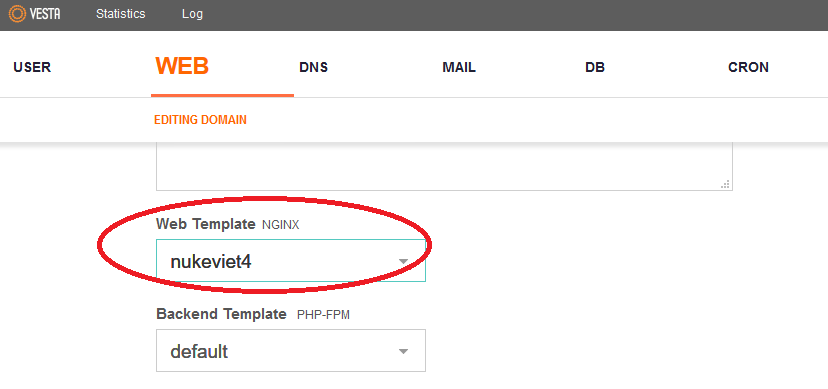 VESTA Statistics Log
USER WEB DNS MAIL DB CRON
EDITING DOMAIN
Web Template NGINX
nukeviet4
Backend Template PHP-FPM
default